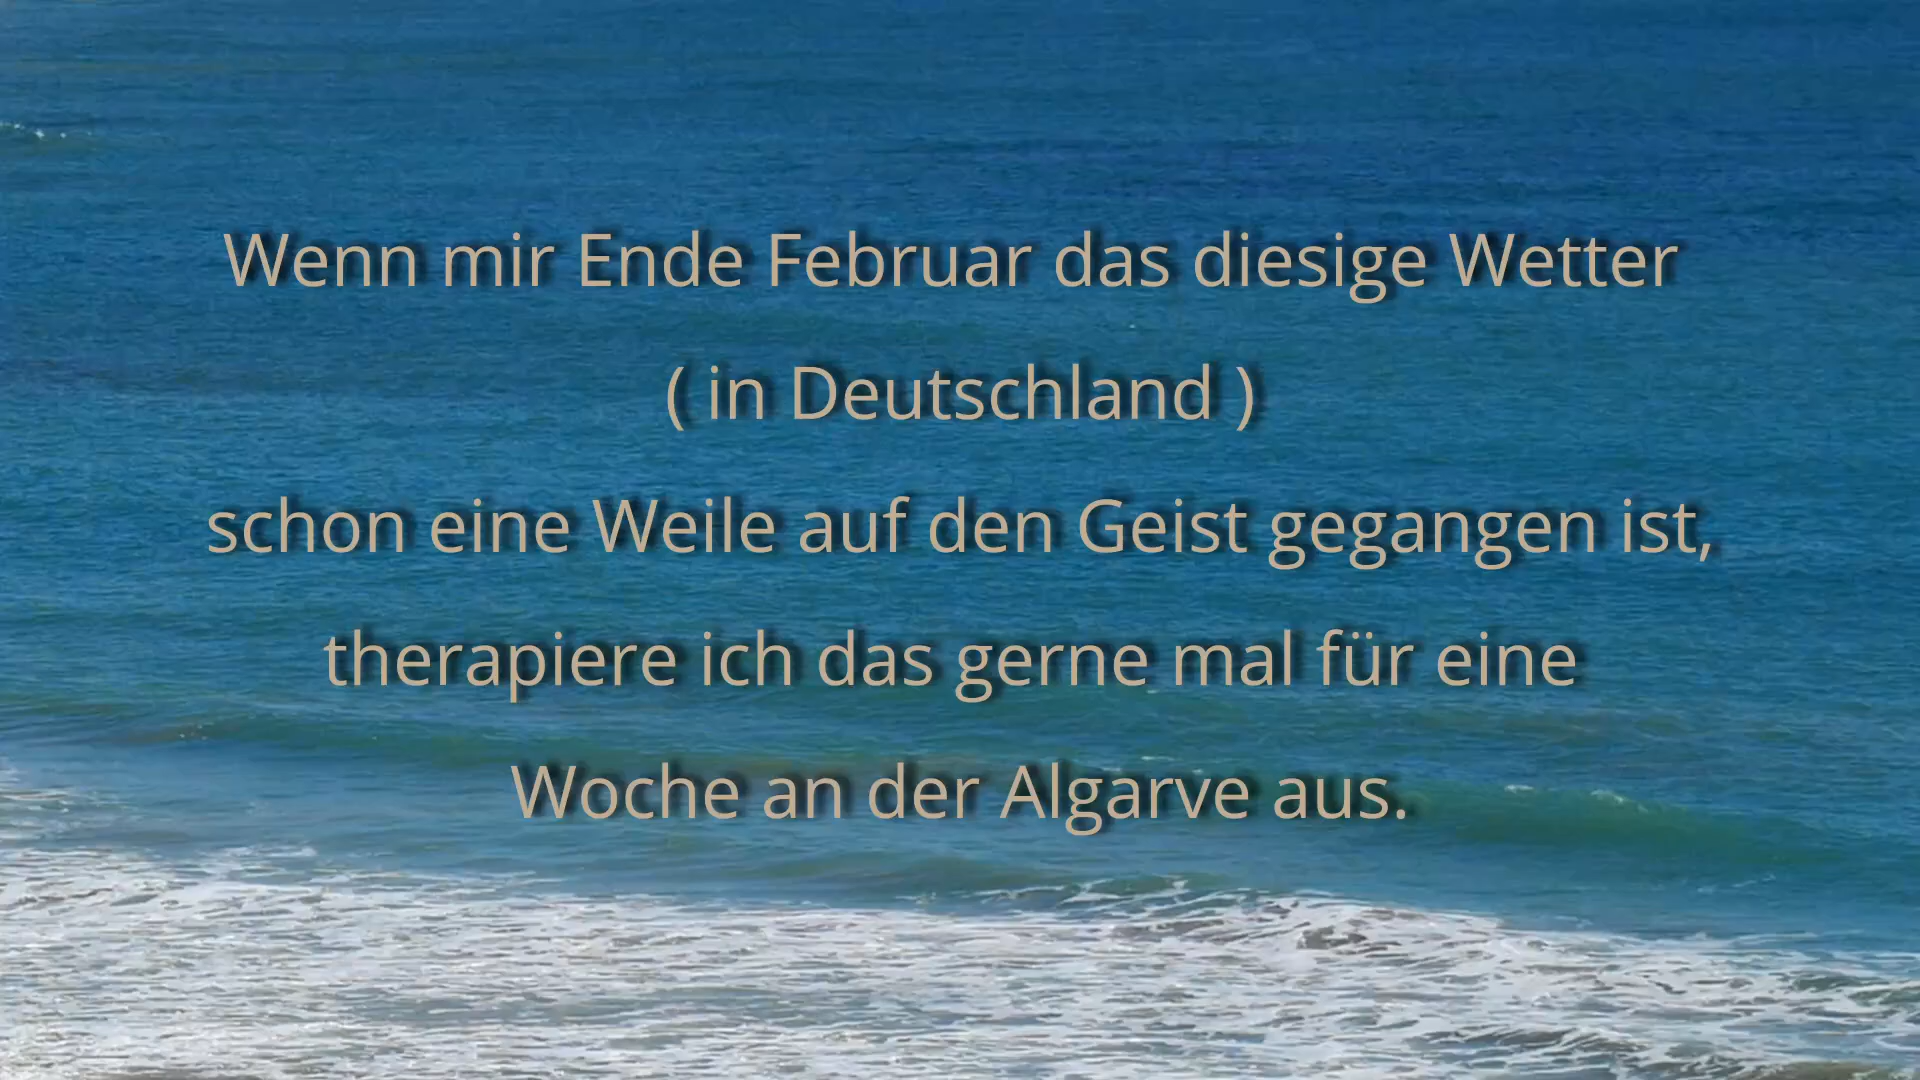 Wenn mir Ende Februar das diesige Wetter
( in Deutschland )
schon eine Weile auf den Geist gegangen ist,
therapiere ich das gerne mal für eine
Woche an der Algarve aus.